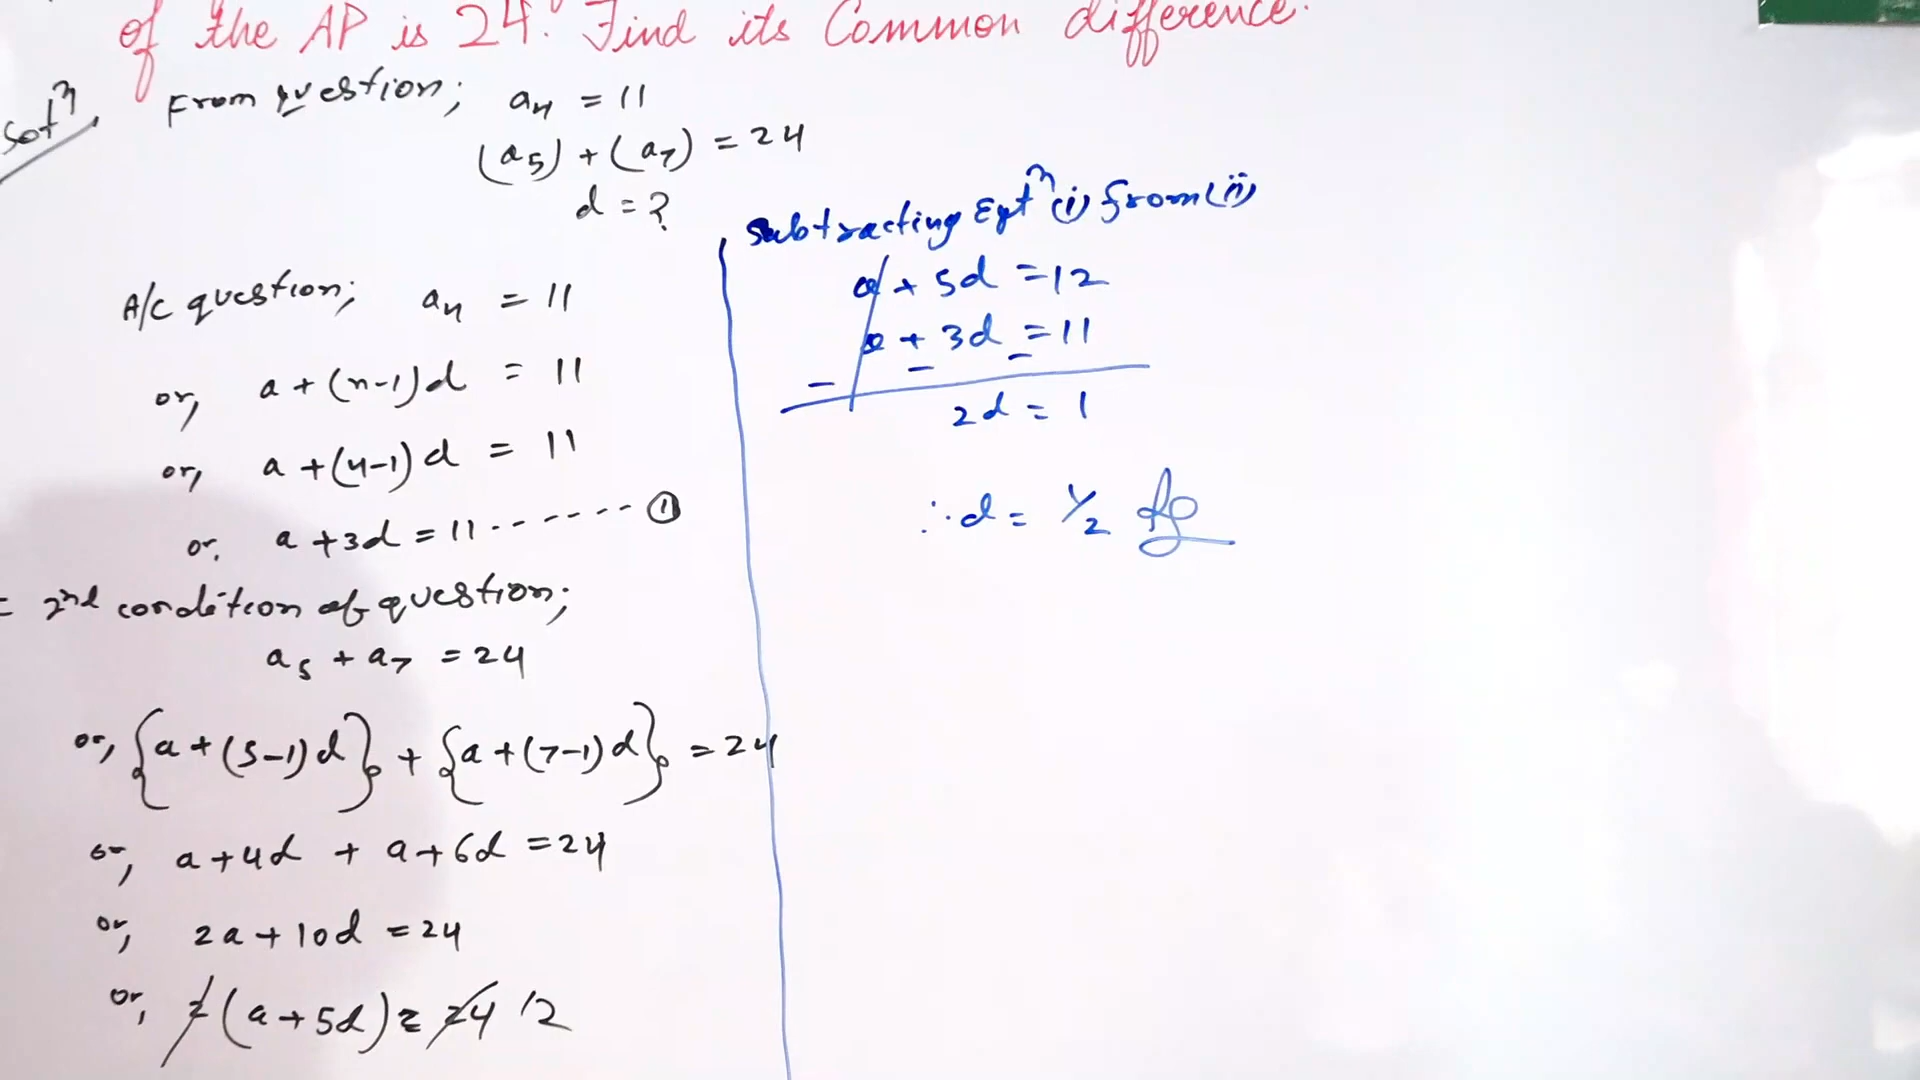 of the AP is 24. Find its Common difference.
Solⁿ, From question; a₄ = 11
(a₅) + (a₇) = 24
d = ?
A/c question; a₄ = 11
or, a + (n-1)d = 11
or, a + (4-1)d = 11
or, a + 3d = 11 ------- ①
= 2nd condition of question;
a₅ + a₇ = 24
or, {a + (5-1)d} + {a + (7-1)d} = 24
or, a + 4d + a + 6d = 24
or, 2a + 10d = 24
or, 2(a + 5d) = 24 12
Subtracting Eqtⁿ (i) from (ii)
a + 5d = 12
a + 3d = 11
- - -
2d = 1
∴ d = 1/2